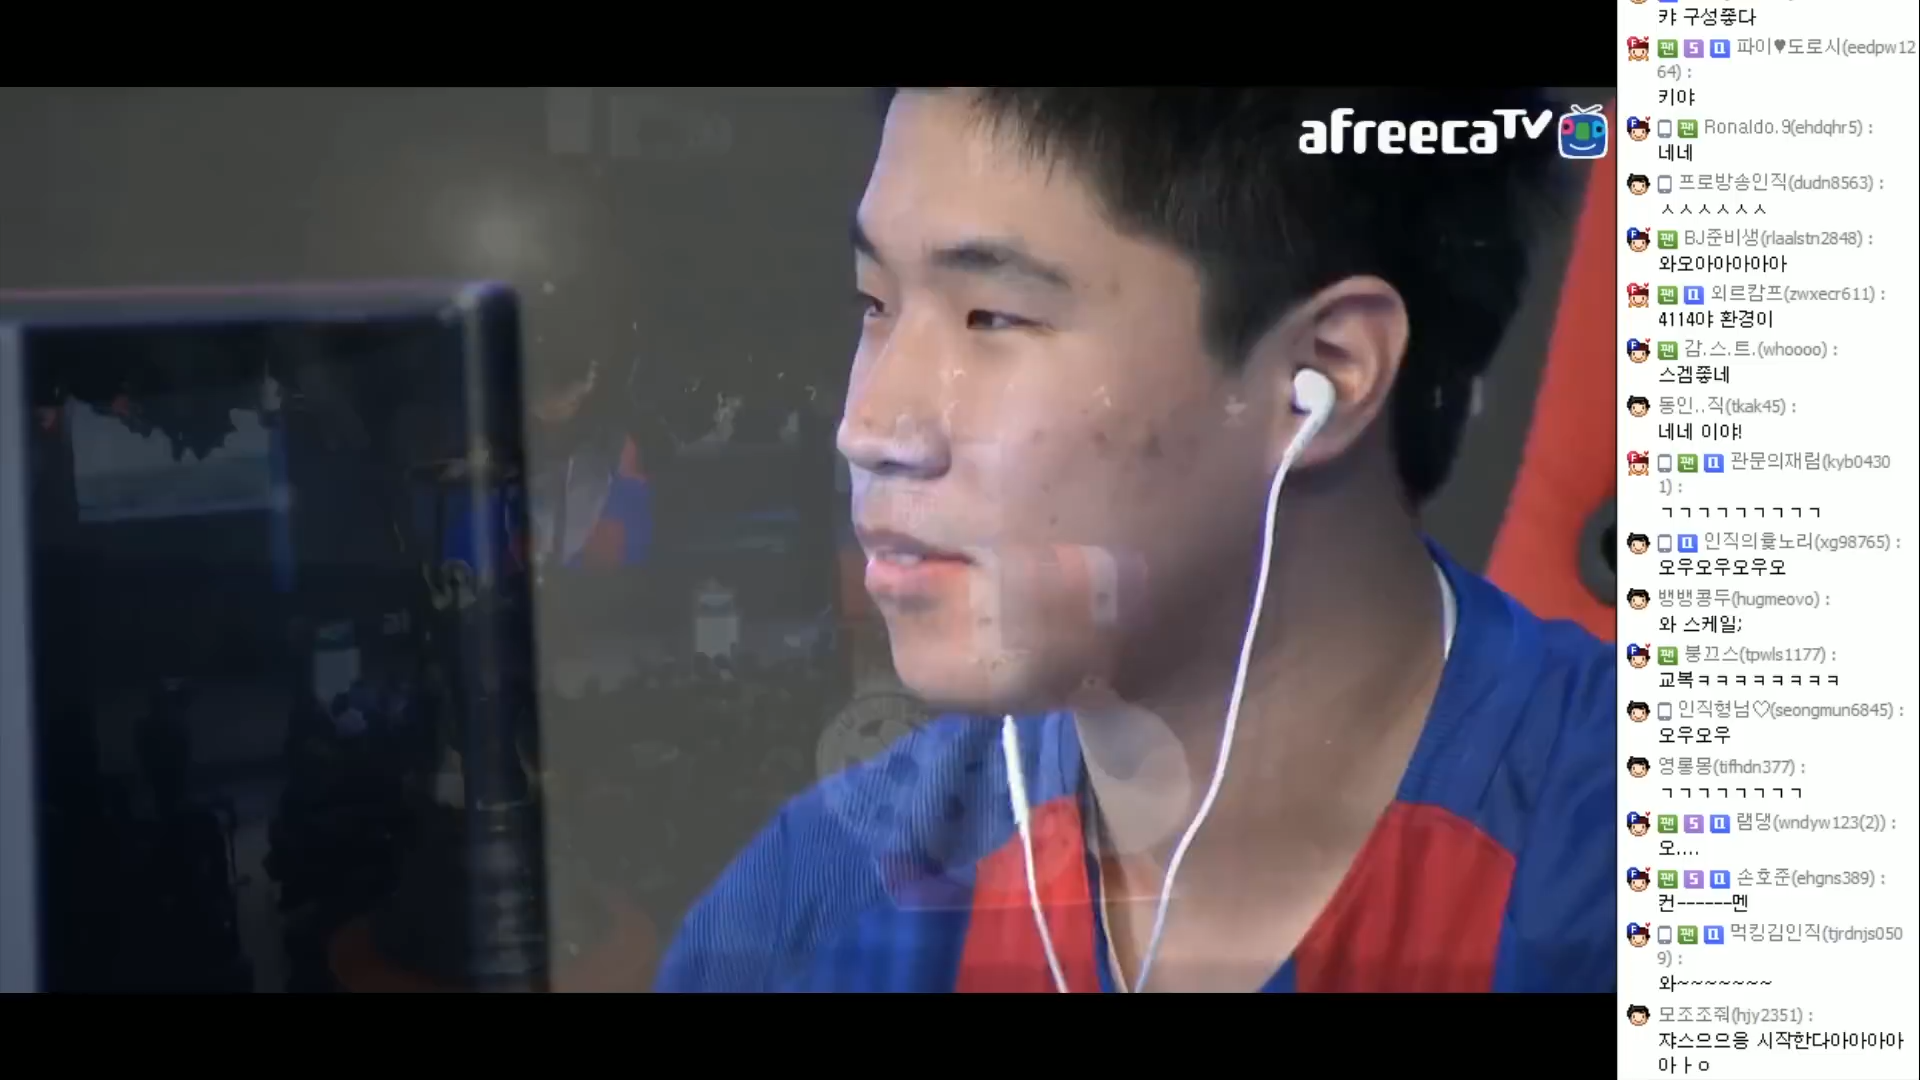 afreecaTV
캬 구성좋다
F 팬 S 파이♥도로시(eedpw12
64) :
키야
F 팬 Ronaldo.9(ehdqhr5) :
네네
프로방송인직(dudn8563) :
ㅅㅅㅅㅅㅅㅅ
F 팬 BJ준비생(rlaalstn2848) :
와오아아아아아
F 팬 외르캄프(zwxecr611) :
4114야 환경이
F 팬 감.스.트.(whoooo) :
스겜좋네
동인..직(tkak45) :
네네 이야!
F 팬 관문의재림(kyb0430
1) :
ㄱㄱㄱㄱㄱㄱㄱㄱㄱ
인직의윷노리(xg98765) :
오우오우오우오
뱅뱅콩두(hugmeovo) :
와 스케일;
F 팬 붕끄스(tpwls1177) :
교복ㅋㅋㅋㅋㅋㅋㅋㅋ
인직형님♡(seongmun6845) :
오우오우
영롱몽(tifhdn377) :
ㄱㄱㄱㄱㄱㄱㄱㄱ
F 팬 S 램댕(wndyw123(2)) :
오....
F 팬 S 손호준(ehgns389) :
컨------멘
F 팬 먹킹김인직(tjrdnjs050
9) :
와~~~~~~~
모조조줘(hjy2351) :
쟈스으으응 시작한다아아아아
아ㅏㅇ